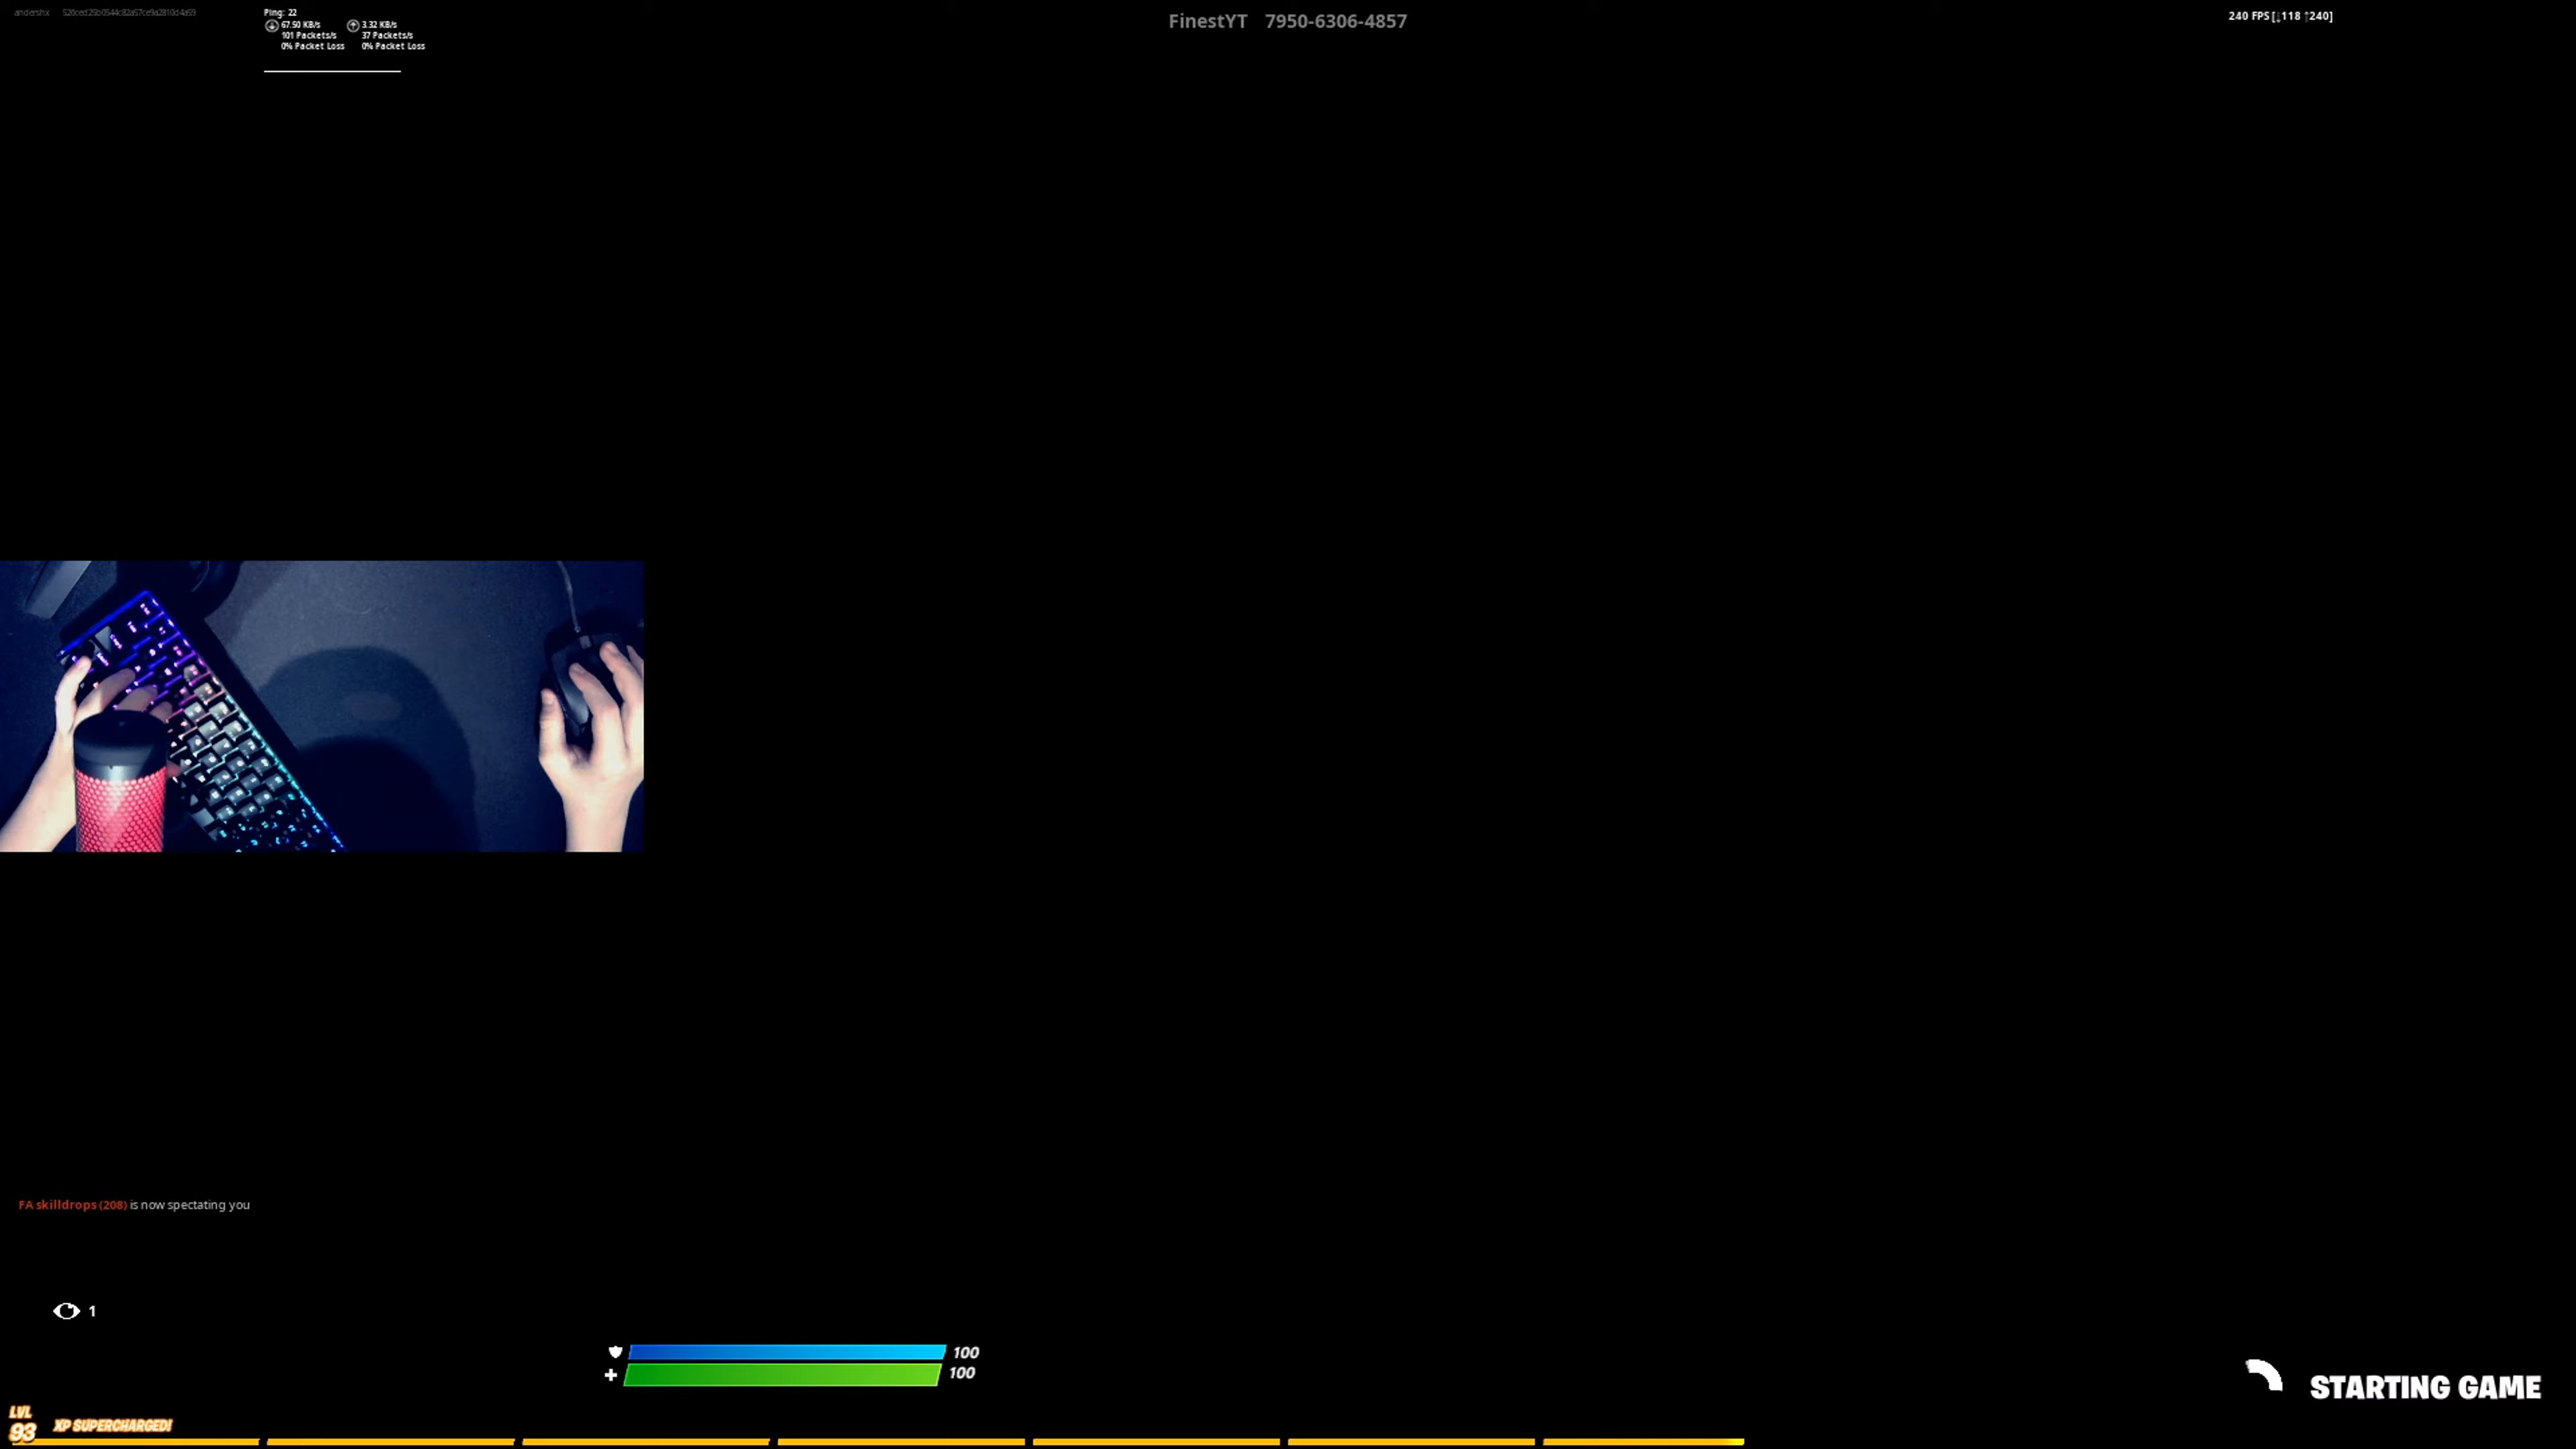 andershx
Ping: 22
67.50 KB/s 3.32 KB/s
101 Packets/s 37 Packets/s
0% Packet Loss 0% Packet Loss
FinestYT 7950-6306-4857
240 FPS [↓118 ↑240]
FA skilldrops (208) is now spectating you
1
100
100
STARTING GAME
LVL
93 XP SUPERCHARGED!